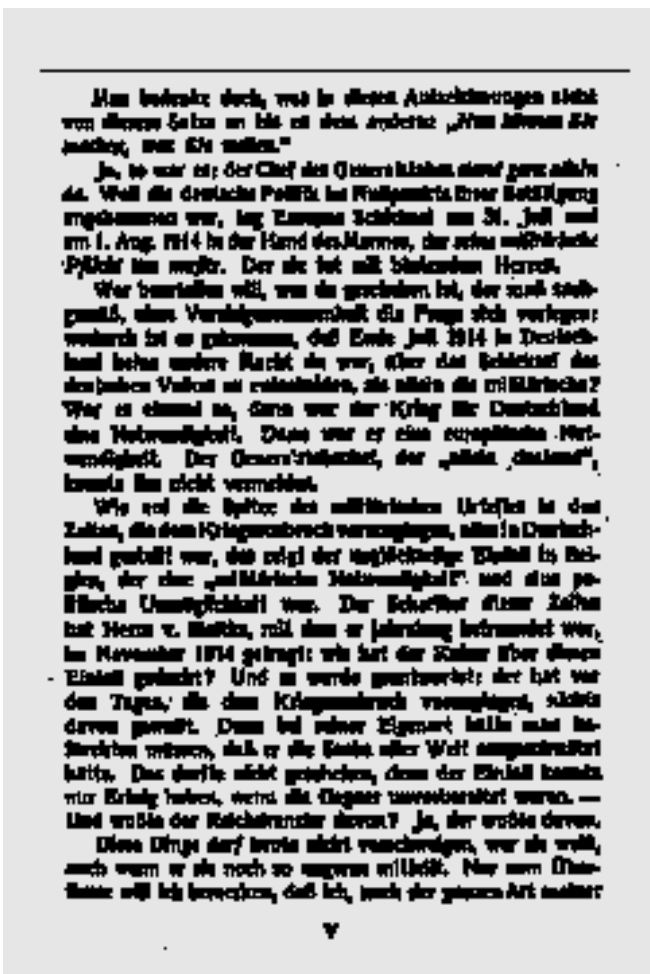 Man bedenke doch, was in diesen Aufzeichnungen steht
von diesem Satze an bis zu dem anderen „Nun können Sie
machen, was Sie wollen.“
Ja, so war es; der Chef des Generalstabes stand ganz allein
da. Weil die deutsche Politik im Nullpunkte ihrer Betätigung
angekommen war, lag Europas Schicksal am 31. Juli und
am 1. Aug. 1914 in der Hand des Mannes, der seine militärische
Pflicht tun mußte. Der sie tat mit blutendem Herzen.
Wer beurteilen will, was da geschehen ist, der muß
ohne die Frage sich vorlegen:
wodurch ist es gekommen, daß Ende Juli 1914 in Deutsch-
land keine andere Macht da war, über das Schicksal des
deutschen Volkes zu entscheiden, als allein die militärische?
War es einmal so, dann war der Krieg für Deutschland
eine Notwendigkeit. Dann war er eine europäische Not-
wendigkeit. Der Generalstabschef, der „allein dastand“,
konnte ihn nicht vermeiden.
Wie auf die Spitze des militärischen Urteiles in den
Zeiten, die dem Kriegsausbruch vorangingen, alles in Deutsch-
land gestellt war, das zeigt der unglückselige Einfall in Bel-
gien, der eine „militärische Notwendigkeit“ und eine po-
litische Unmöglichkeit war. Der Schreiber dieser Zeilen
hat Herrn v. Moltke, mit dem er jahrelang befreundet war,
im November 1914 gefragt: wie hat der Kaiser über diesen
Einfall gedacht? Und es wurde geantwortet: der hat vor
den Tagen, die dem Kriegsausbruch vorangingen, nichts
davon gewußt. Denn bei seiner Eigenart hätte man be-
fürchten müssen, daß er die Sache aller Welt ausgeschwätzt
hätte. Das durfte nicht geschehen, denn der Einfall konnte
nur Erfolg haben, wenn die Gegner unvorbereitet waren. —
Und wußte der Reichskanzler davon? Ja, der wußte davon.
Diese Dinge darf heute nicht verschweigen, wer sie weiß,
auch wenn er sie noch so ungerne mitteilt. Nur zum Über-
flusse will ich bemerken, daß ich, nach der ganzen Art meiner
V